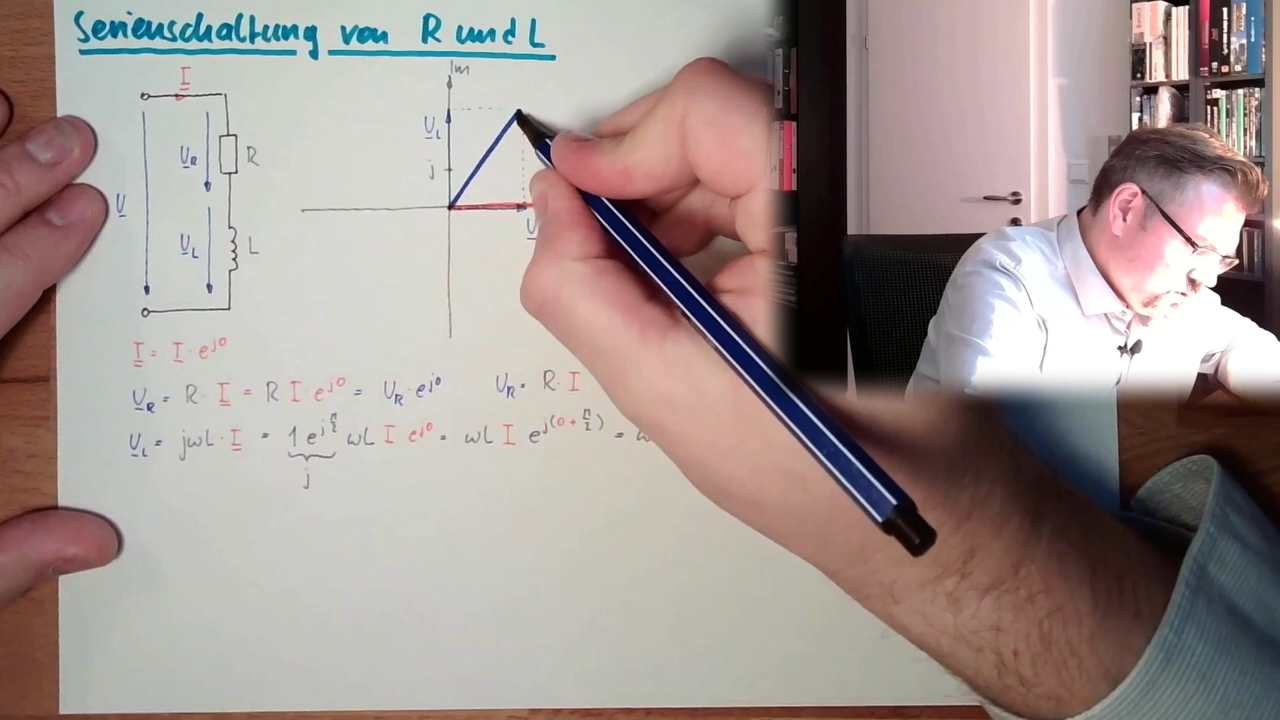 Serienschaltung von R und L
I
Im
U_L
U_R
R
j
U
U
U_L
L
I = I · e^{j0}
U_R = R · I = R I · e^{j0} = U_R · e^{j0} U_R = R · I
U_L = jωL · I = 1 e^{j π/2} ωL I e^{j0} = ωL I e^{j(0 + π/2)} =
j